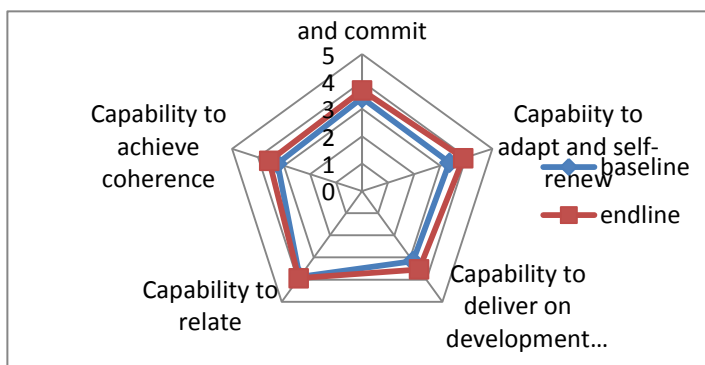 and commit
5
4
3
2
1
0
Capabiity to
adapt and self-
renew
baseline
endline
Capability to
deliver on
development...
Capability to
relate
Capability to
achieve
coherence